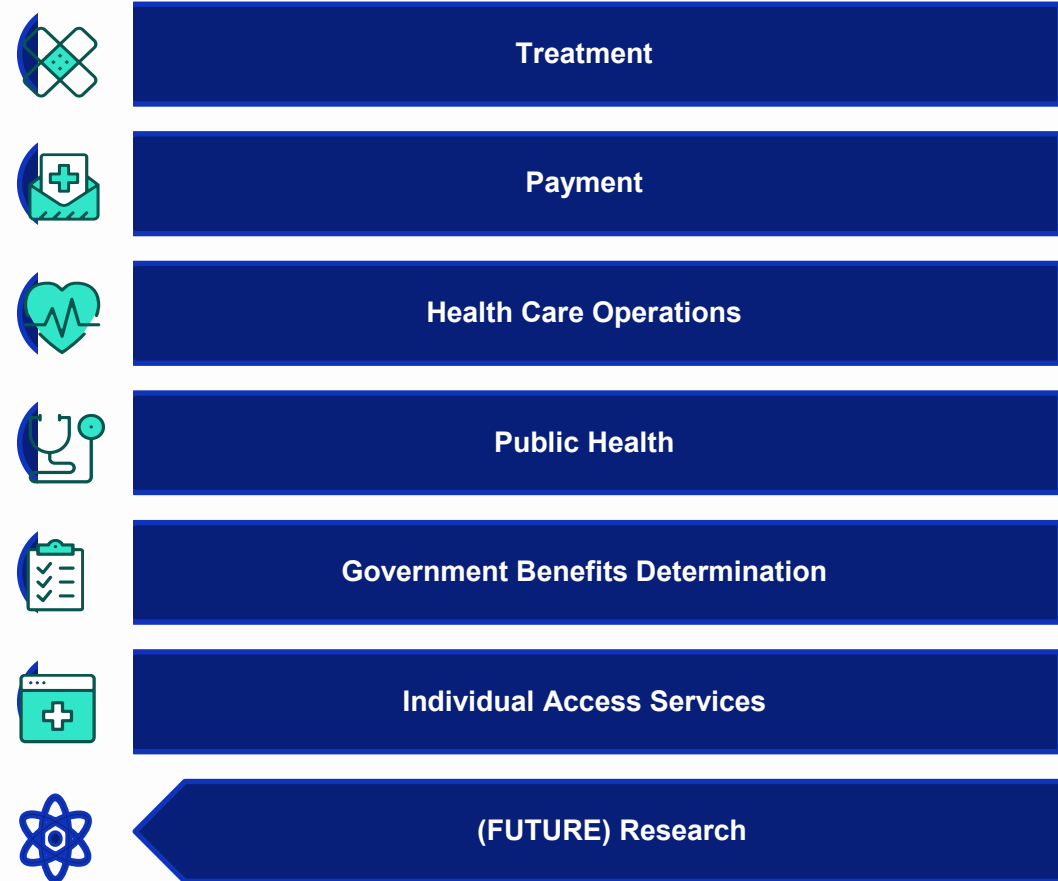 Treatment
Payment
Health Care Operations
Public Health
Government Benefits Determination
Individual Access Services
(FUTURE) Research